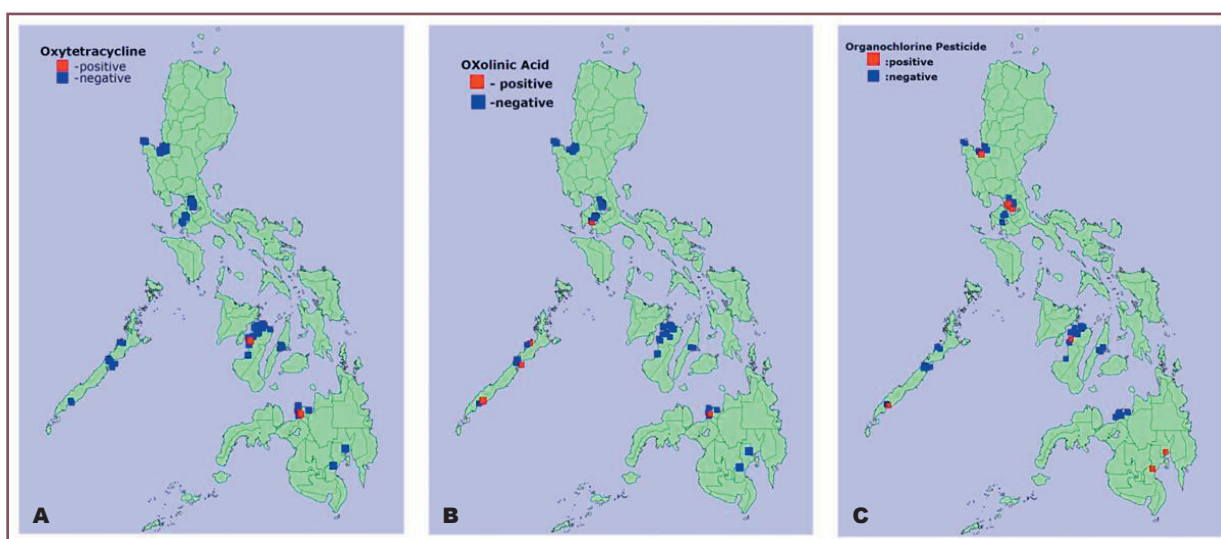 Oxytetracycline
-positive
-negative
A
OXolinic Acid
- positive
-negative
B
Organochlorine Pesticide
:positive
:negative
C